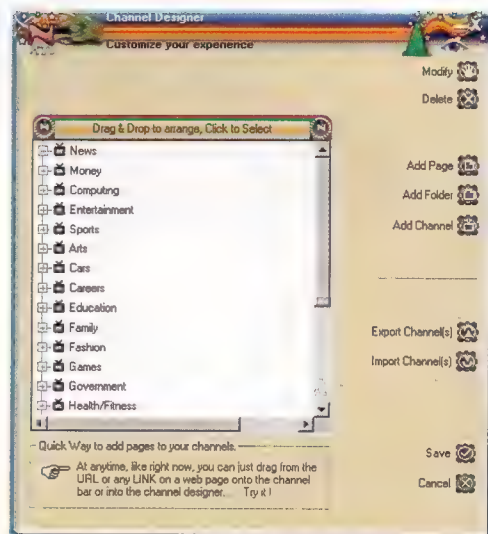 Channel Designer
Customize your experience
Modify
Delete
Drag & Drop to arrange, Click to Select
News
Money
Computing
Entertainment
Sports
Arts
Cars
Careers
Education
Family
Fashion
Games
Government
Health/Fitness
Add Page
Add Folder
Add Channel
Export Channel(s)
Import Channel(s)
Quick Way to add pages to your channels.
At anytime, like right now, you can just drag from the
URL or any LINK on a web page onto the channel
bar or into the channel designer. Try it !
Save
Cancel